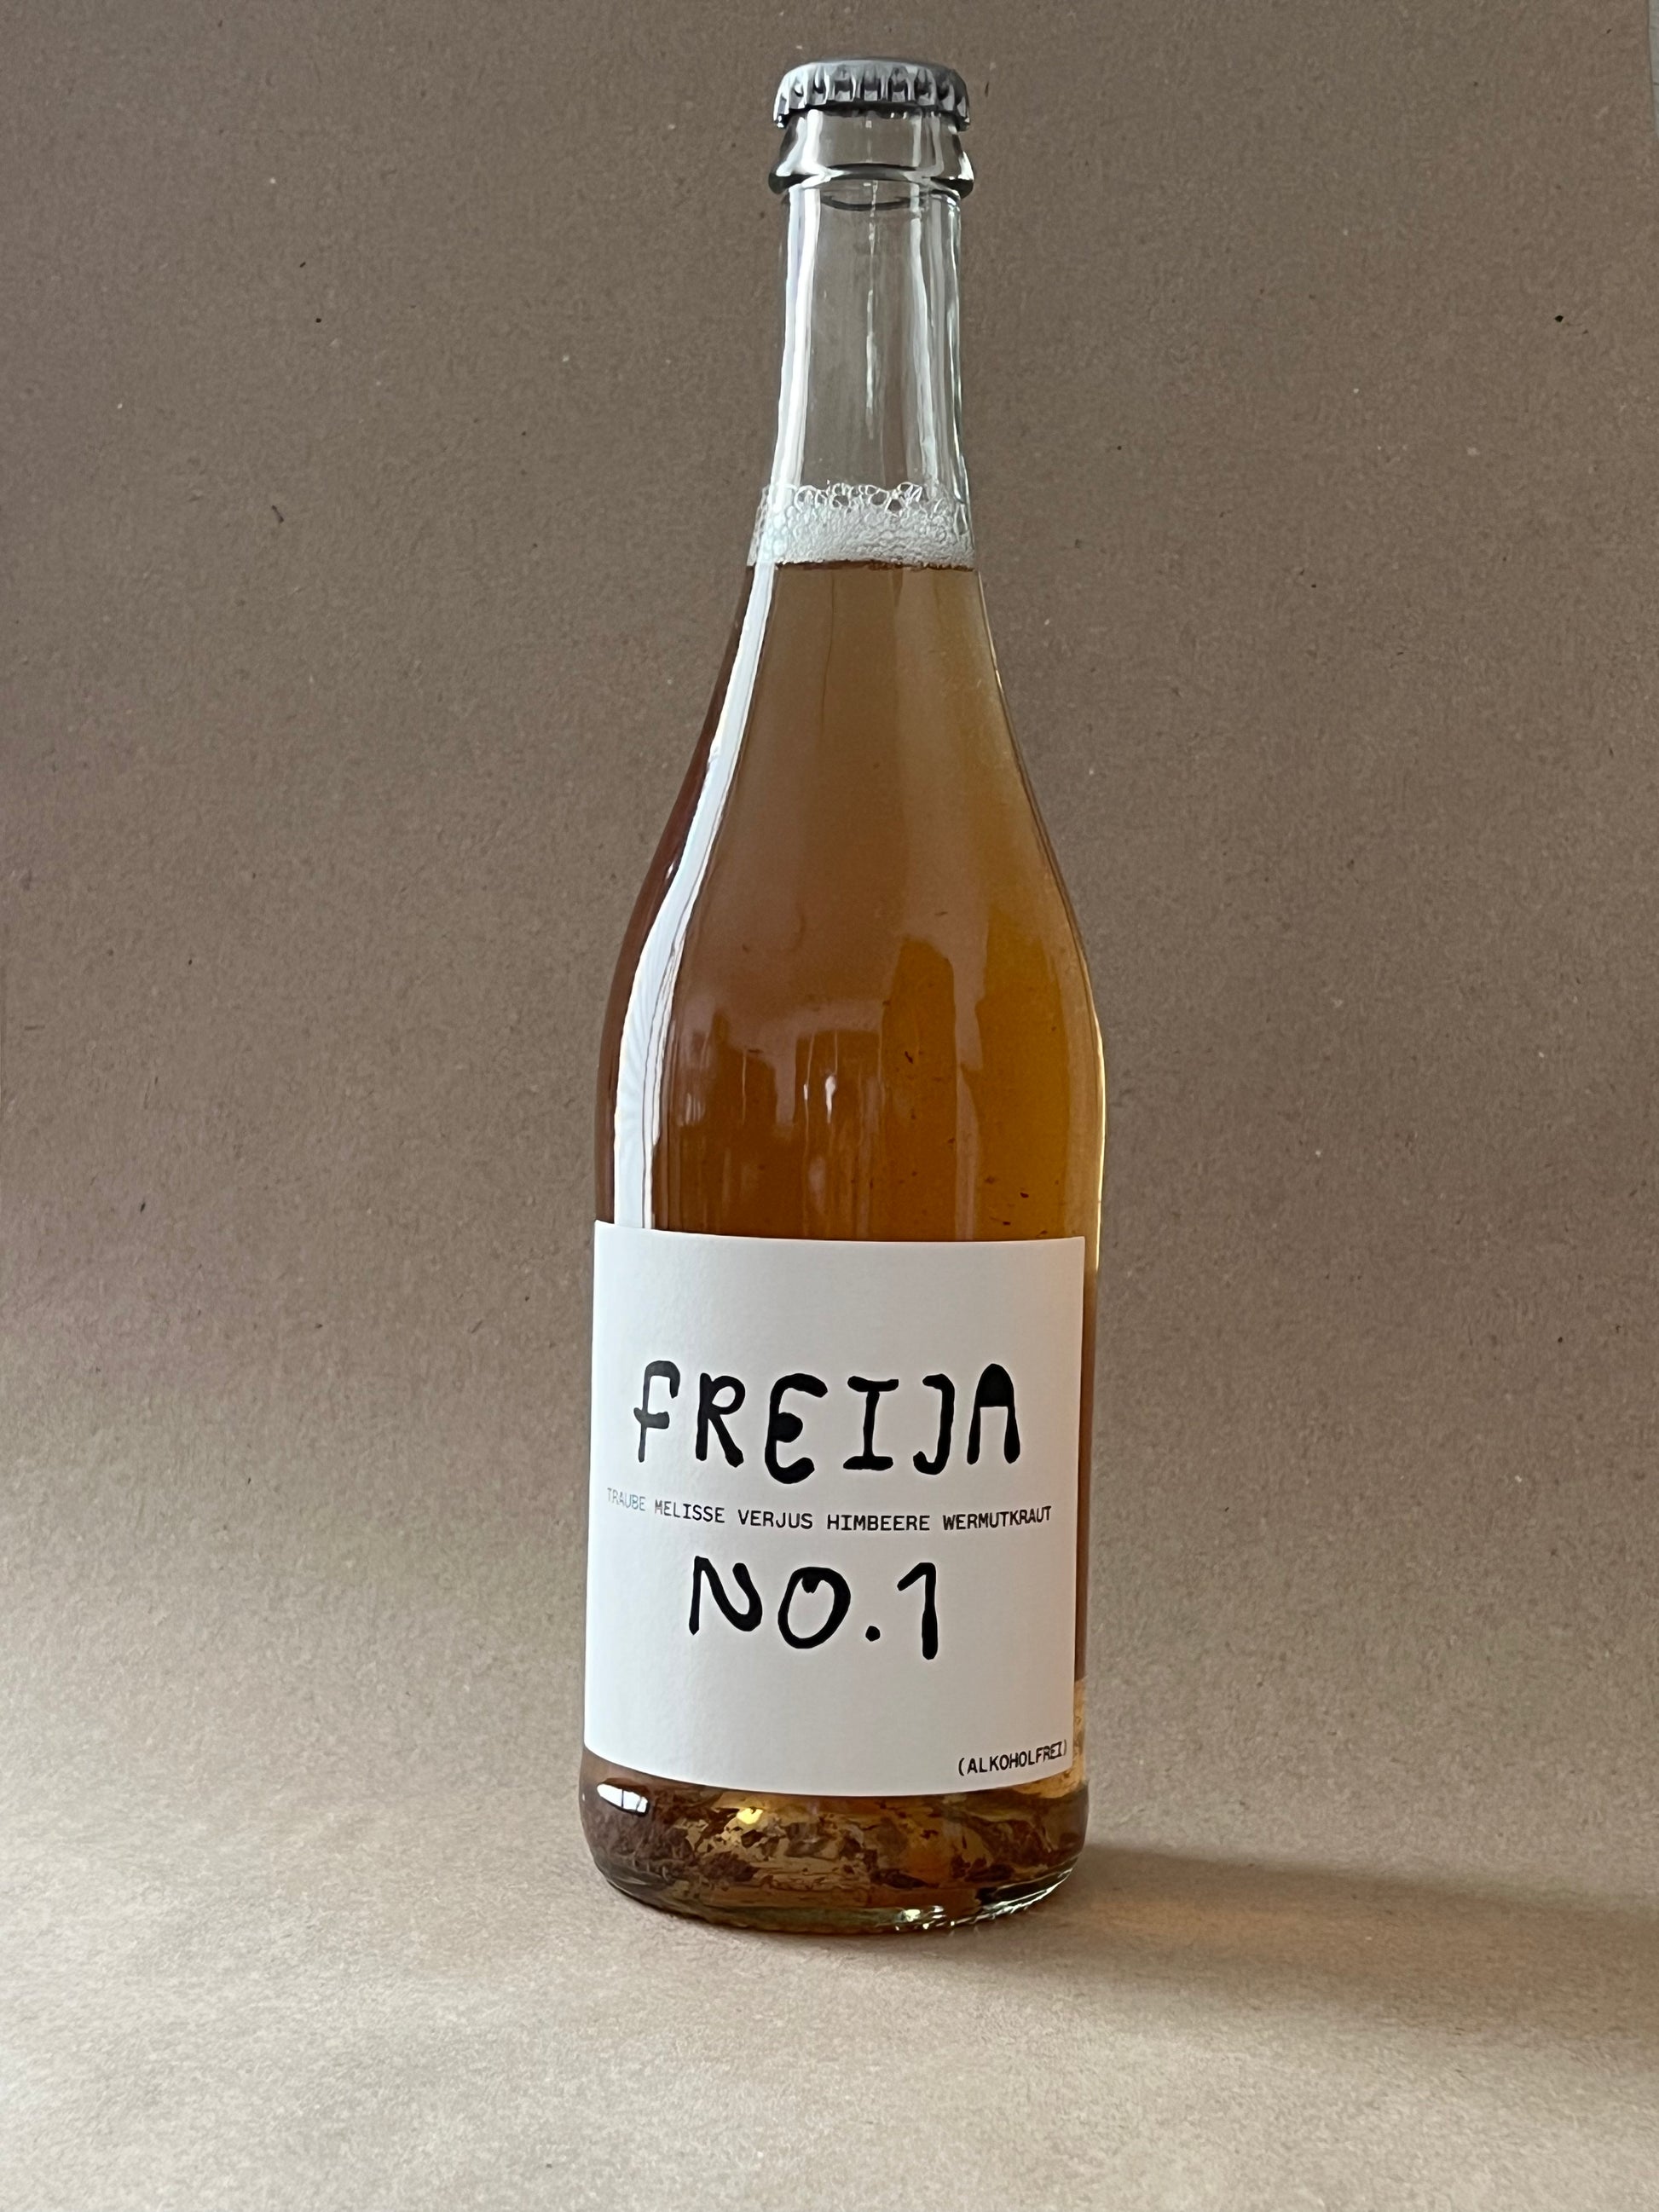 FREIJA
TRAUBE MELISSE VERJUS HIMBEERE WERMUTKRAUT
NO.1
(ALKOHOLFREI)